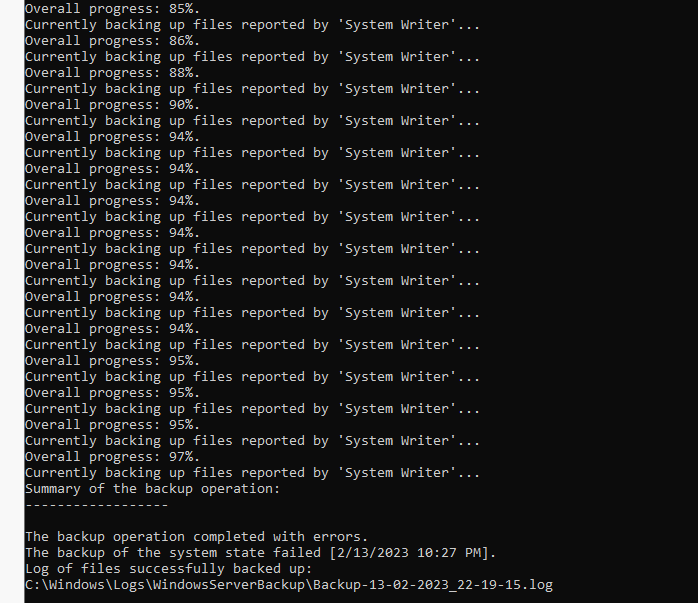 Overall progress: 85%.
Currently backing up files reported by 'System Writer'...
Overall progress: 86%.
Currently backing up files reported by 'System Writer'...
Overall progress: 88%.
Currently backing up files reported by 'System Writer'...
Overall progress: 90%.
Currently backing up files reported by 'System Writer'...
Overall progress: 94%.
Currently backing up files reported by 'System Writer'...
Overall progress: 94%.
Currently backing up files reported by 'System Writer'...
Overall progress: 94%.
Currently backing up files reported by 'System Writer'...
Overall progress: 94%.
Currently backing up files reported by 'System Writer'...
Overall progress: 94%.
Currently backing up files reported by 'System Writer'...
Overall progress: 94%.
Currently backing up files reported by 'System Writer'...
Overall progress: 94%.
Currently backing up files reported by 'System Writer'...
Overall progress: 95%.
Currently backing up files reported by 'System Writer'...
Overall progress: 95%.
Currently backing up files reported by 'System Writer'...
Overall progress: 95%.
Currently backing up files reported by 'System Writer'...
Overall progress: 97%.
Currently backing up files reported by 'System Writer'...
Summary of the backup operation:
------------------
The backup operation completed with errors.
The backup of the system state failed [2/13/2023 10:27 PM].
Log of files successfully backed up:
C:\Windows\Logs\WindowsServerBackup\Backup-13-02-2023_22-19-15.log